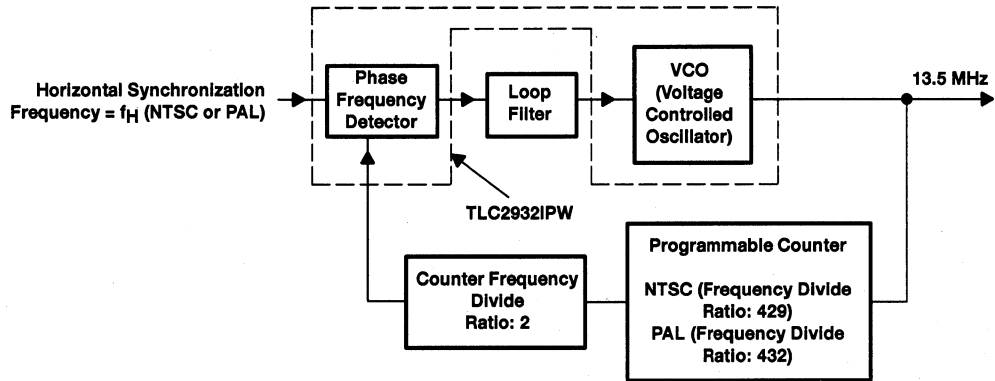 Horizontal Synchronization
Frequency = fH (NTSC or PAL)
Phase
Frequency
Detector
Loop
Filter
VCO
(Voltage
Controlled
Oscillator)
13.5 MHz
TLC2932IPW
Counter Frequency
Divide
Ratio: 2
Programmable Counter
NTSC (Frequency Divide
Ratio: 429)
PAL (Frequency Divide
Ratio: 432)